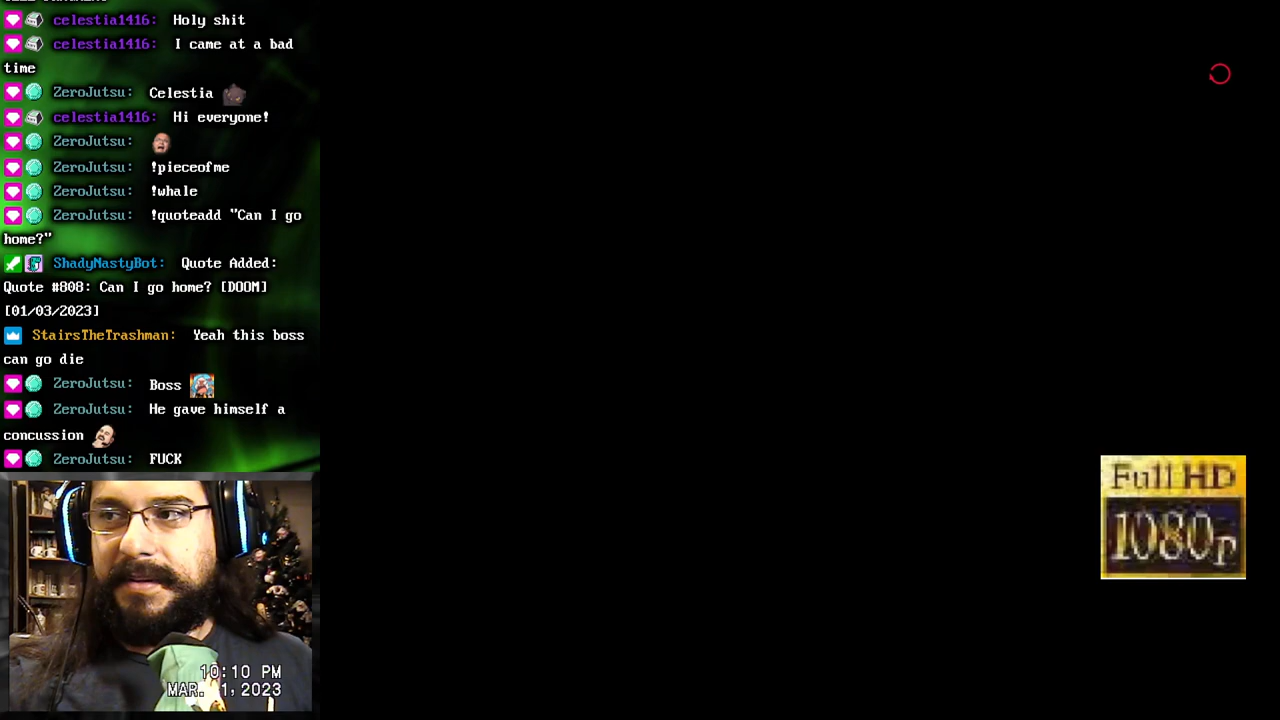 celestia1416: Holy shit
celestia1416: I came at a bad
time
ZeroJutsu: Celestia
celestia1416: Hi everyone!
ZeroJutsu:
ZeroJutsu: !pieceofme
ZeroJutsu: !whale
ZeroJutsu: !quoteadd "Can I go
home?"
ShadyNastyBot: Quote Added:
Quote #808: Can I go home? [DOOM]
[01/03/2023]
StairsTheTrashman: Yeah this boss
can go die
ZeroJutsu: Boss
ZeroJutsu: He gave himself a
concussion
ZeroJutsu: FUCK
Full HD
1080p
10:10 PM
MAR. 1,2023